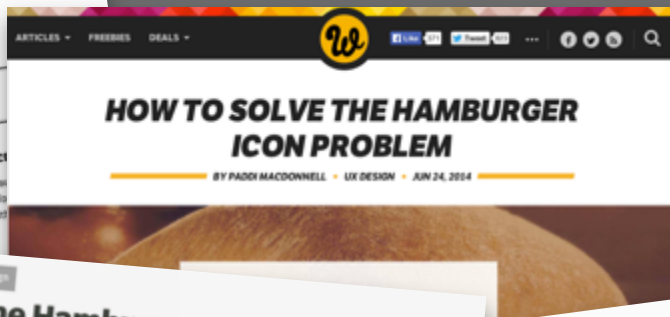 ARTICLES FREEBIES DEALS W Like Tweet
HOW TO SOLVE THE HAMBURGER
ICON PROBLEM
BY PADDI MACDONNELL • UX DESIGN • JUN 24, 2014